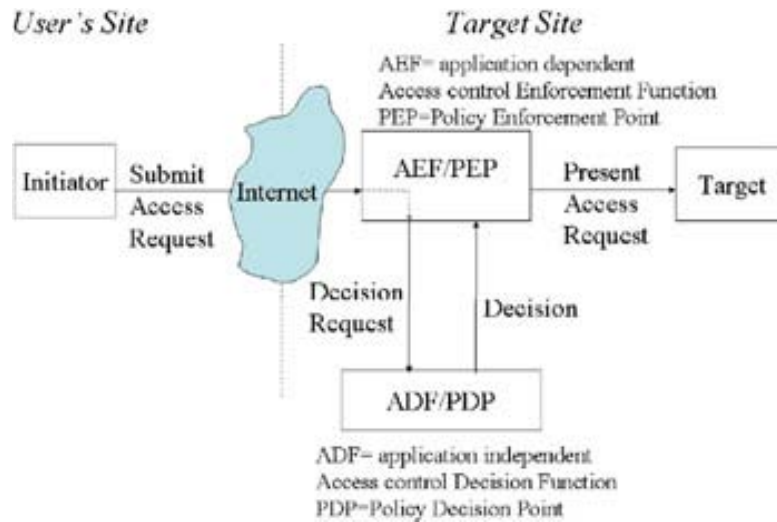 User's Site
Target Site
AEF= application dependent
Access control Enforcement Function
PEP=Policy Enforcement Point
Initiator
Submit
Access
Request
Internet
AEF/PEP
Present
Access
Request
Target
Decision
Request
Decision
ADF/PDP
ADF= application independent
Access control Decision Function
PDP=Policy Decision Point